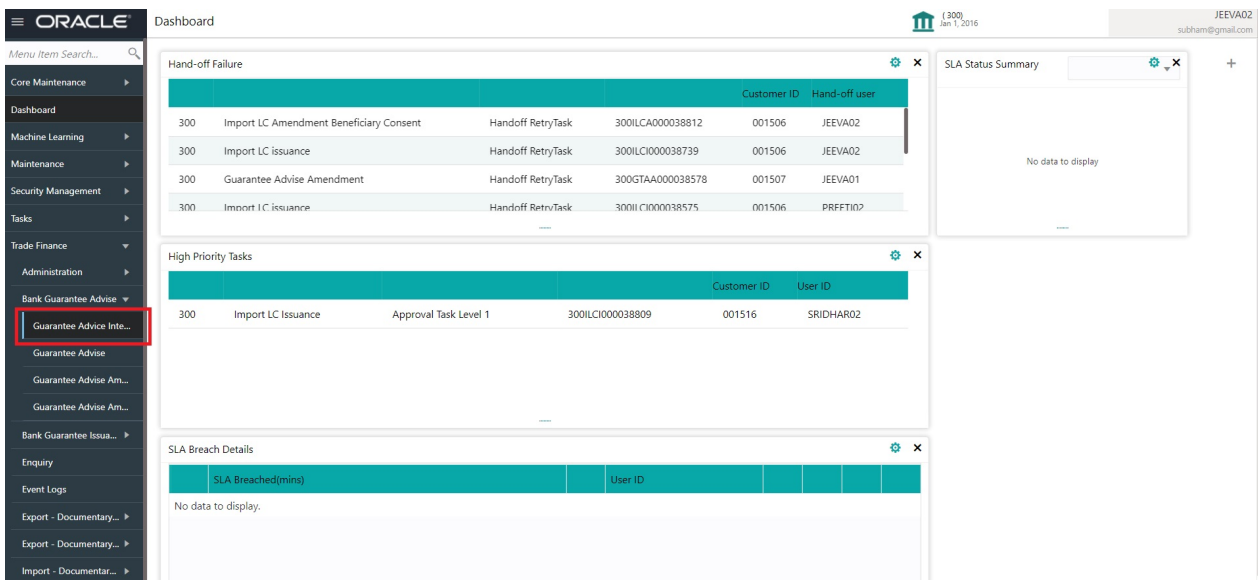 ORACLE
Dashboard
( 300)
Jan 1, 2016
JEEVA02
subham@gmail.com
Menu Item Search...
Core Maintenance
Dashboard
Machine Learning
Maintenance
Security Management
Tasks
Trade Finance
Administration
Bank Guarantee Advise
Guarantee Advice Inte...
Guarantee Advise
Guarantee Advise Am...
Guarantee Advise Am...
Bank Guarantee Issua...
Enquiry
Event Logs
Export - Documentary...
Export - Documentary...
Import - Documentar...
Hand-off Failure
Customer ID Hand-off user
300 Import LC Amendment Beneficiary Consent Handoff RetryTask 300ILCA000038812 001506 JEEVA02
300 Import LC issuance Handoff RetryTask 300ILCI000038739 001506 JEEVA02
300 Guarantee Advise Amendment Handoff RetryTask 300GTAA000038578 001507 JEEVA01
300 Import LC issuance Handoff RetryTask 300ILCI000038575 001506 PREETI02
SLA Status Summary
No data to display
High Priority Tasks
Customer ID User ID
300 Import LC Issuance Approval Task Level 1 300ILCI000038809 001516 SRIDHAR02
SLA Breach Details
SLA Breached(mins) User ID
No data to display.